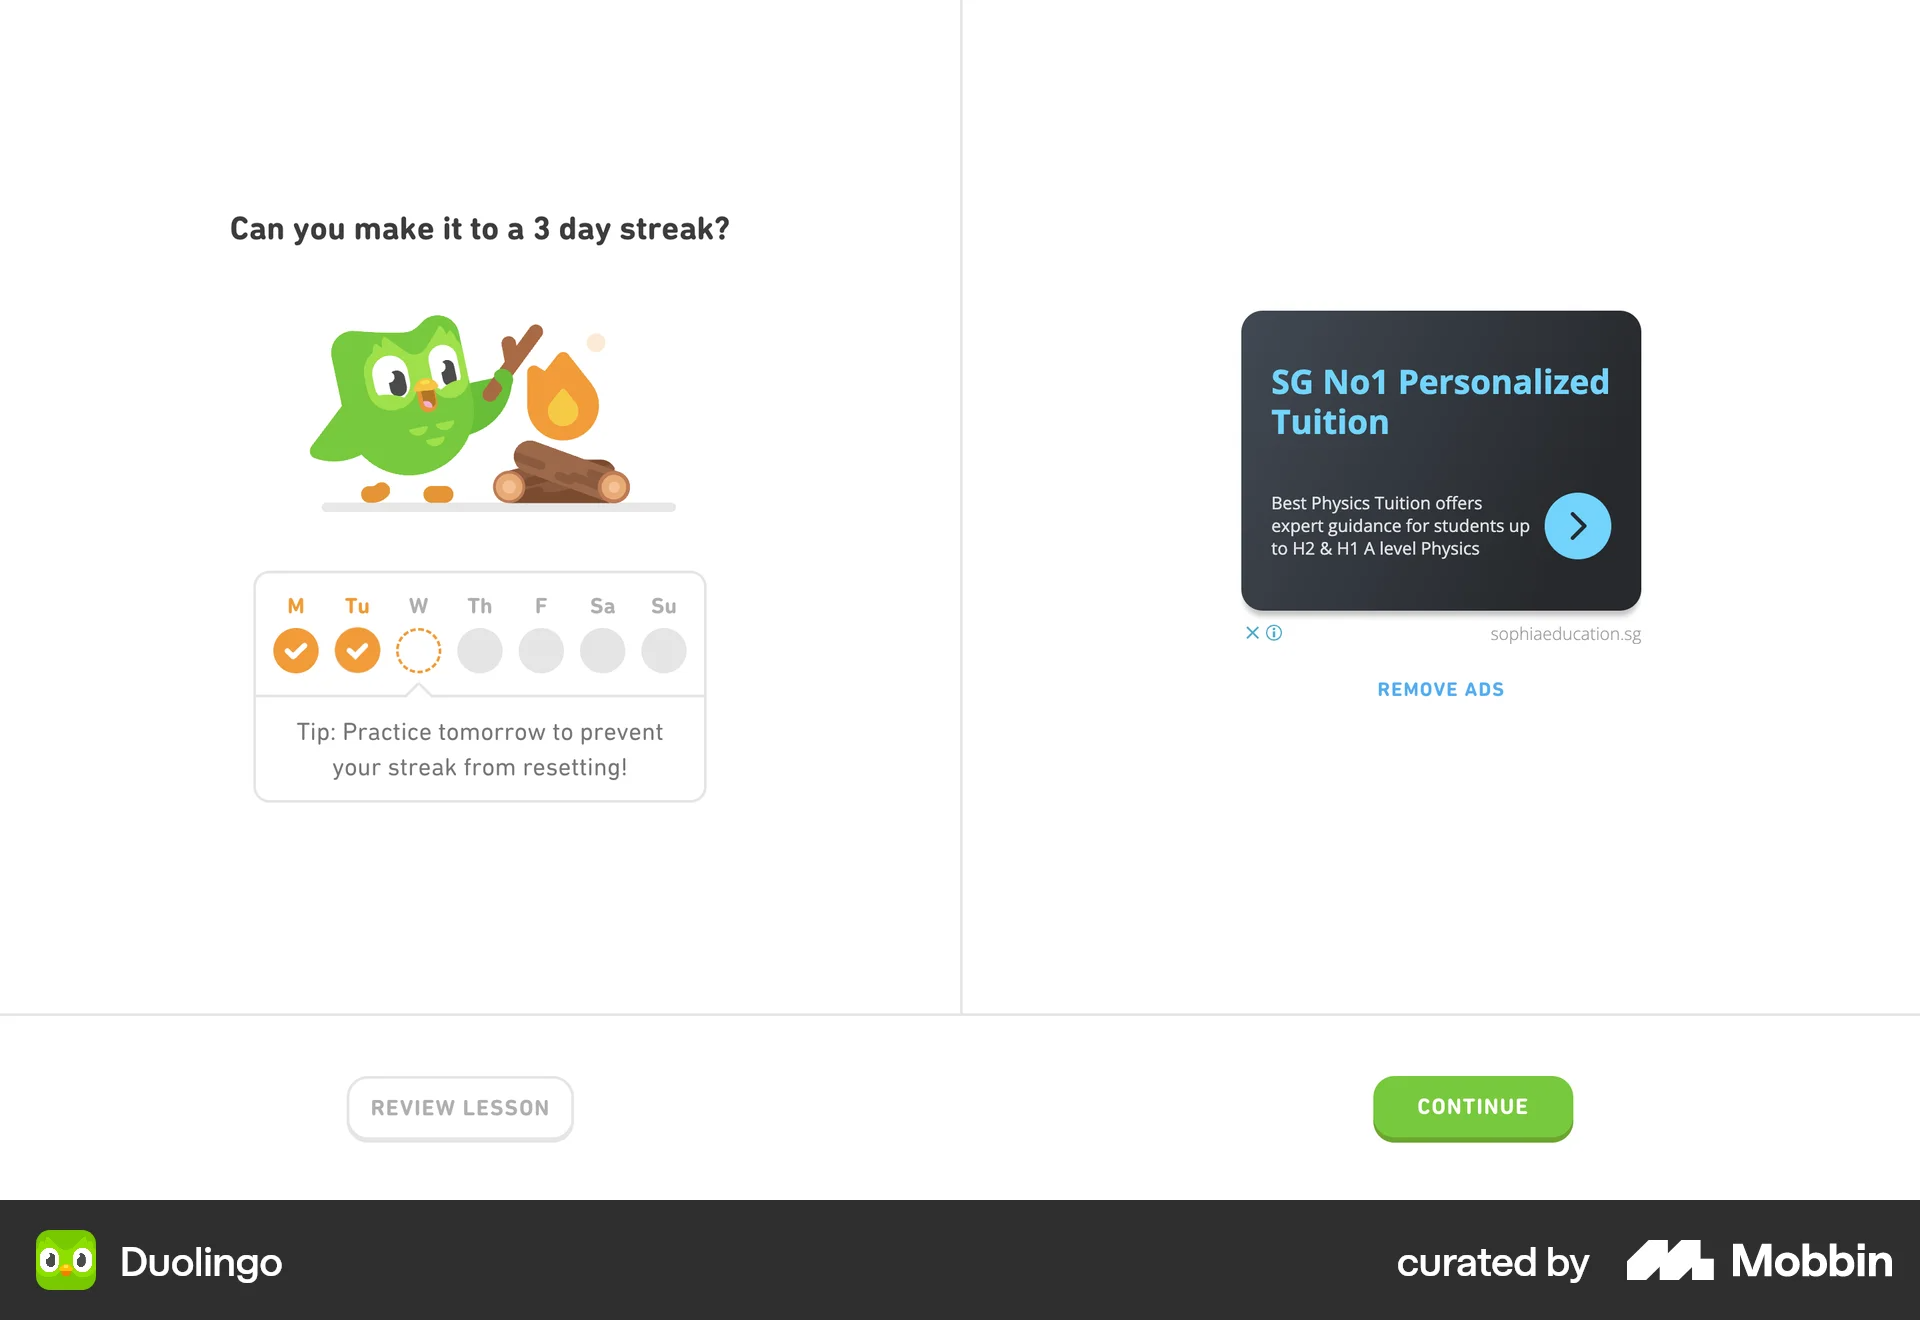 Can you make it to a 3 day streak?
M Tu W Th F Sa Su
Tip: Practice tomorrow to prevent
your streak from resetting!
SG No1 Personalized
Tuition
Best Physics Tuition offers
expert guidance for students up
to H2 & H1 A level Physics
sophiaeducation.sg
REMOVE ADS
REVIEW LESSON
CONTINUE
Duolingo
curated by Mobbin